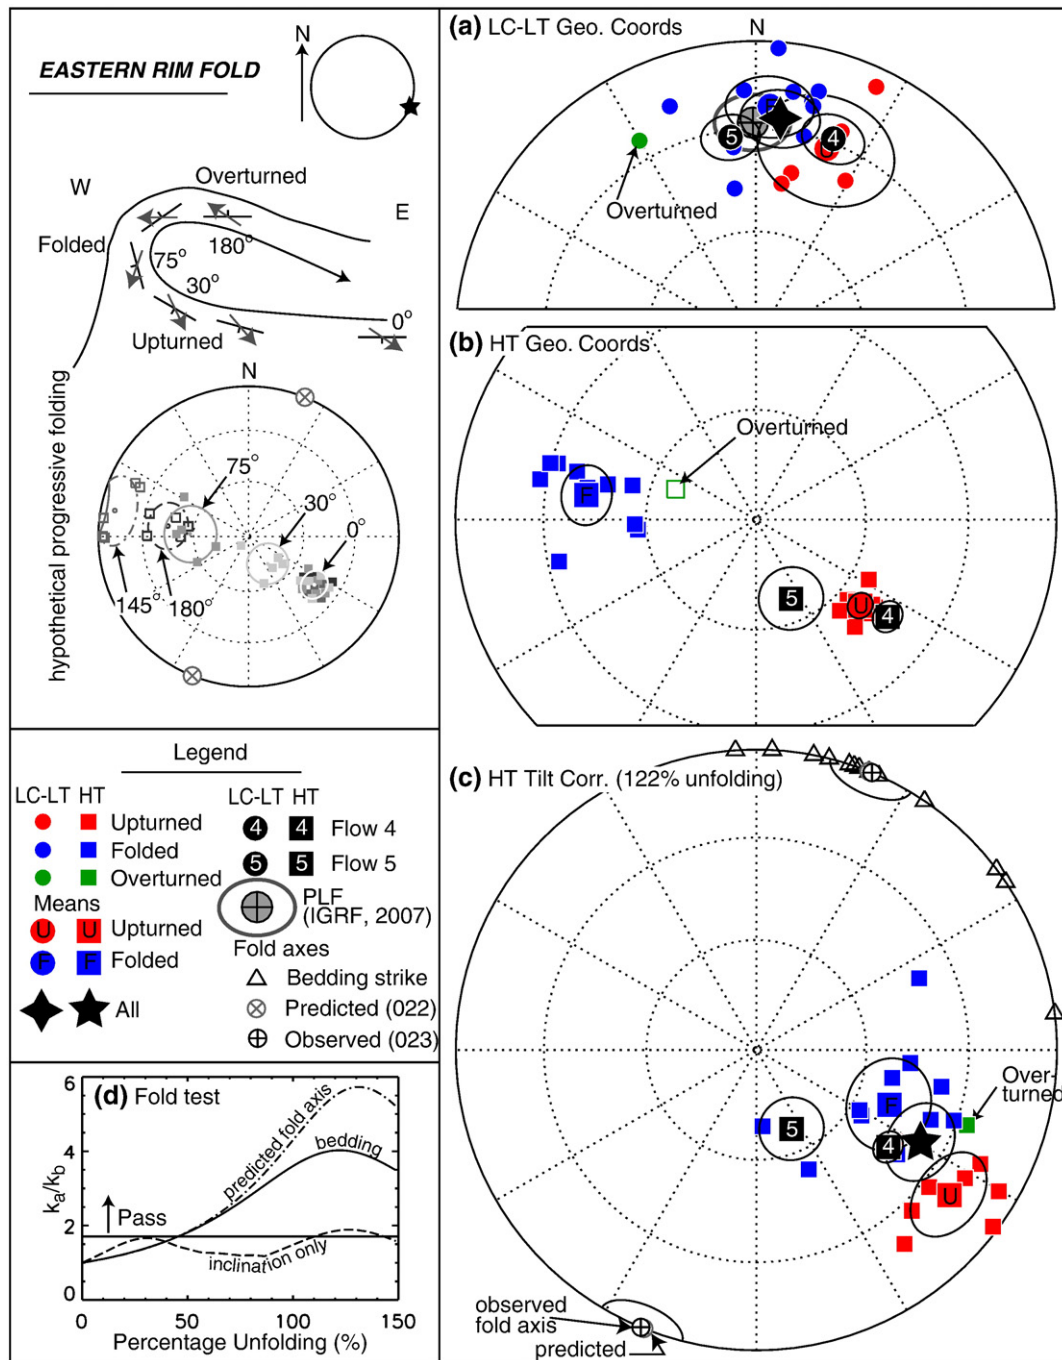 EASTERN RIM FOLD
N
W
Overturned
E
Folded
180°
75°
30°
0°
Upturned
hypothetical progressive folding
N
75°
30°
0°
145°
180°
Legend
LC-LT HT
Upturned
Folded
Overturned
Means
U U Upturned
F F Folded
All
LC-LT HT
4 4 Flow 4
5 5 Flow 5
PLF
(IGRF, 2007)
Fold axes
Bedding strike
Predicted (022)
Observed (023)
(d) Fold test
ka/kb
6
4
2
0
predicted fold axis
bedding
Pass
inclination only
0 50 100 150
Percentage Unfolding (%)
(a) LC-LT Geo. Coords
N
F
5
4
U
Overturned
(b) HT Geo. Coords
Overturned
F
5
U
4
(c) HT Tilt Corr. (122% unfolding)
Over-
turned
F
5
4
U
observed
fold axis
predicted